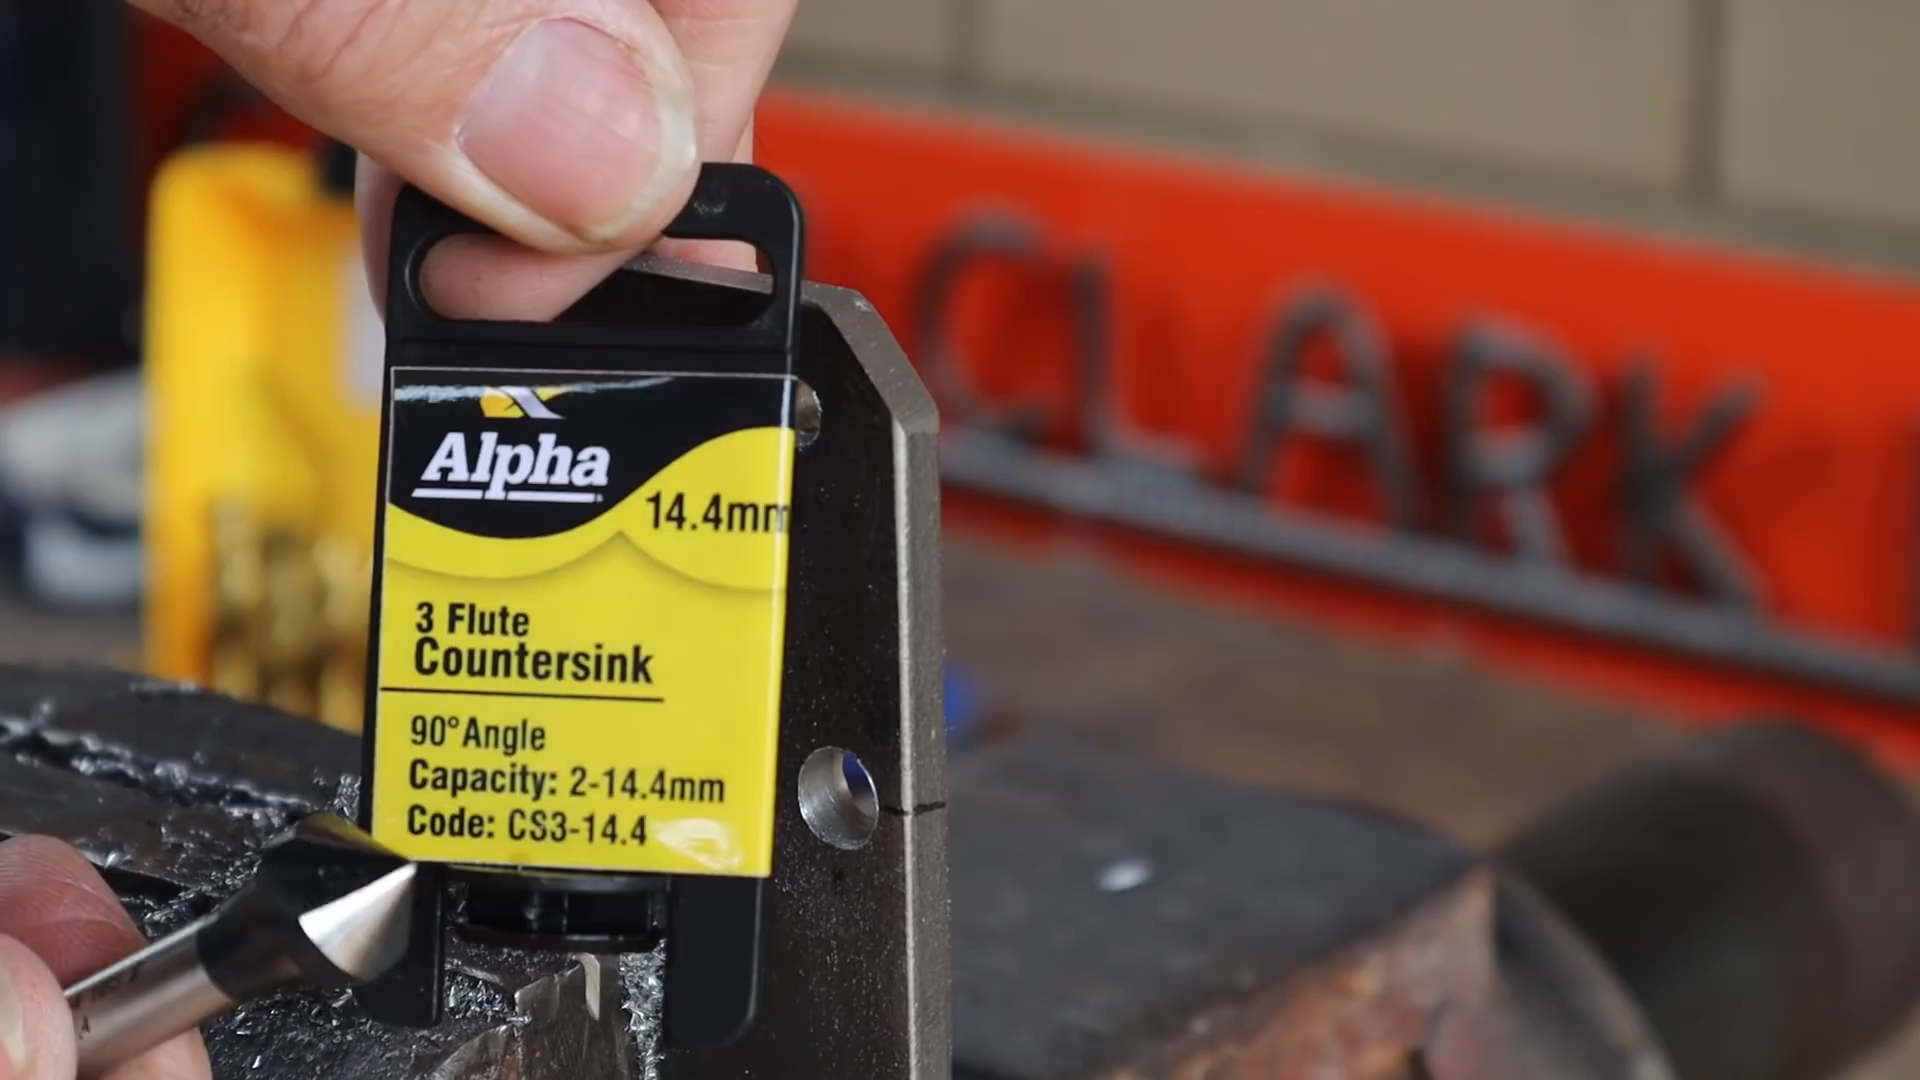 Alpha
14.4mm
3 Flute
Countersink
90°Angle
Capacity: 2-14.4mm
Code: CS3-14.4
CLARK